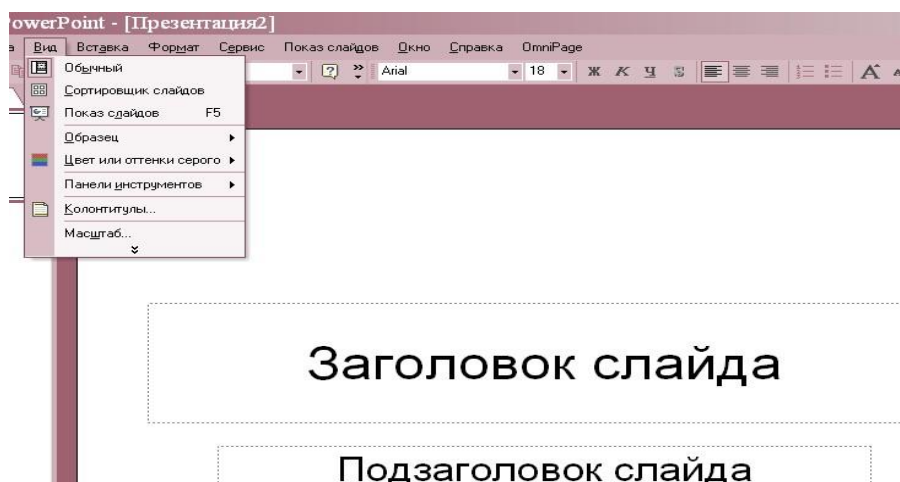 PowerPoint - [Презентация2]
а Вид Вставка Формат Сервис Показ слайдов Окно Справка OmniPage
Arial 18 Ж К Ч S A
Обычный
Сортировщик слайдов
Показ слайдов F5
Образец
Цвет или оттенки серого
Панели инструментов
Колонтитулы...
Масштаб...
Заголовок слайда
Подзаголовок слайда